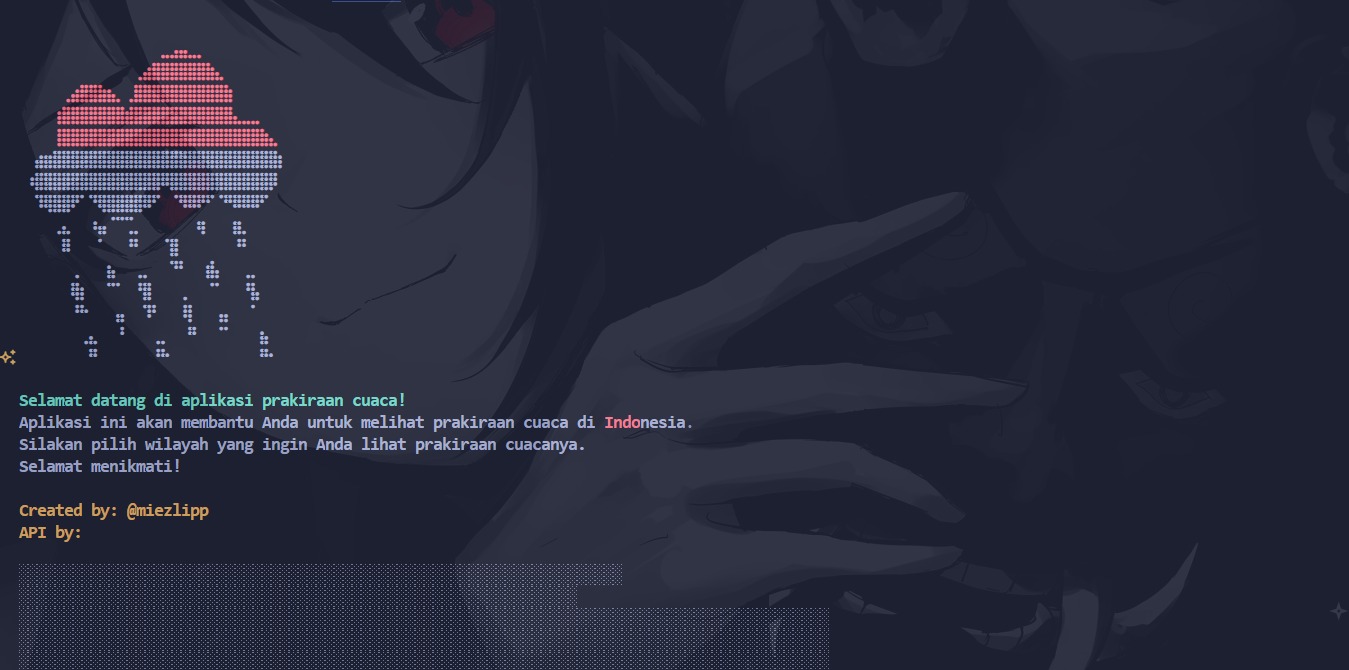 Selamat datang di aplikasi prakiraan cuaca!
Aplikasi ini akan membantu Anda untuk melihat prakiraan cuaca di Indonesia.
Silakan pilih wilayah yang ingin Anda lihat prakiraan cuacanya.
Selamat menikmati!
Created by: @miezlipp
API by: